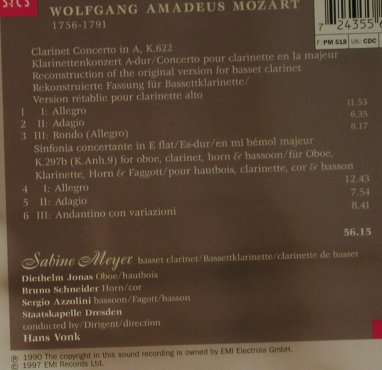 WOLFGANG AMADEUS MOZART
1756-1791
7 24355
F: PM 518 UK: CDC
Clarinet Concerto in A, K.622
Klarinettenkonzert A-dur/Concerto pour clarinette en la majeur
Reconstruction of the original version for basset clarinet
Rekonstruierte Fassung für Bassettklarinette/
Version rétablie pour clarinette alto
1 I: Allegro 11.53
2 II: Adagio 6.35
3 III: Rondo (Allegro) 8.17
Sinfonia concertante in E flat/Es-dur/en mi bémol majeur
K.297b (K.Anh.9) for oboe, clarinet, horn & bassoon/für Oboe,
Klarinette, Horn & Faggott/pour hautbois, clarinette, cor & basson
4 I: Allegro 12.43
5 II: Adagio 7.54
6 III: Andantino con variazioni 8.41
56.15
Sabine Meyer basset clarinet/Bassettklarinette/clarinette de basset
Diethelm Jonas Oboe/hautbois
Bruno Schneider Horn/cor
Sergio Azzolini bassoon/Fagott/basson
Staatskapelle Dresden
conducted by/Dirigent/direction
Hans Vonk
℗ 1990 The copyright in this sound recording is owned by EMI Electrola GmbH.
© 1997 EMI Records Ltd.